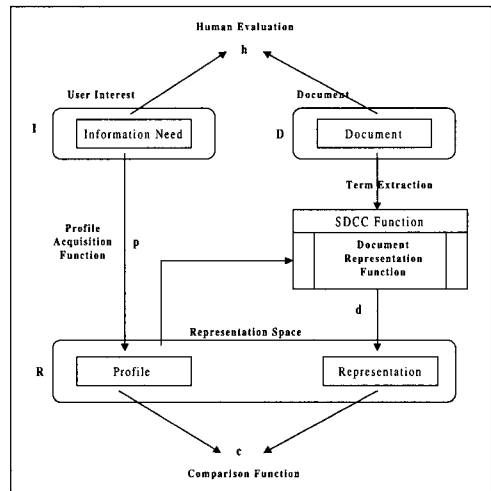 Human Evaluation
h
User Interest
Document
I
Information Need
D
Document
Term Extraction
SDCC Function
Profile
Acquisition
Function
p
Document
Representation
Function
d
Representation Space
R
Profile
Representation
c
Comparison Function